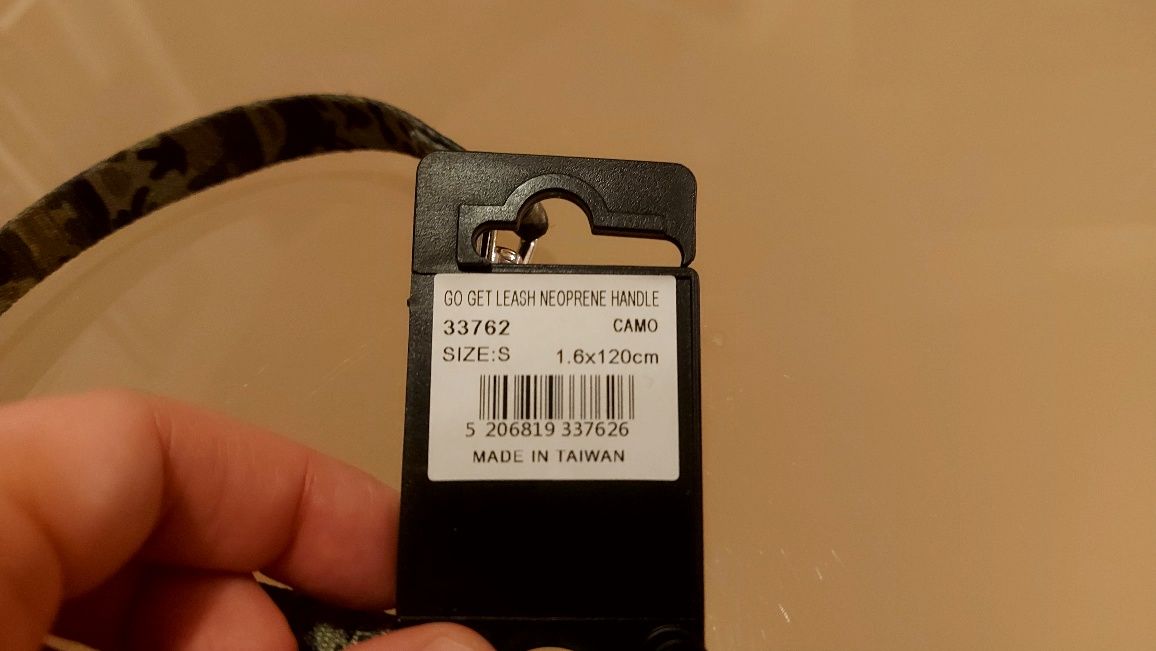 GO GET LEASH NEOPRENE HANDLE
33762 CAMO
SIZE:S 1.6x120cm
5 206819 337626
MADE IN TAIWAN